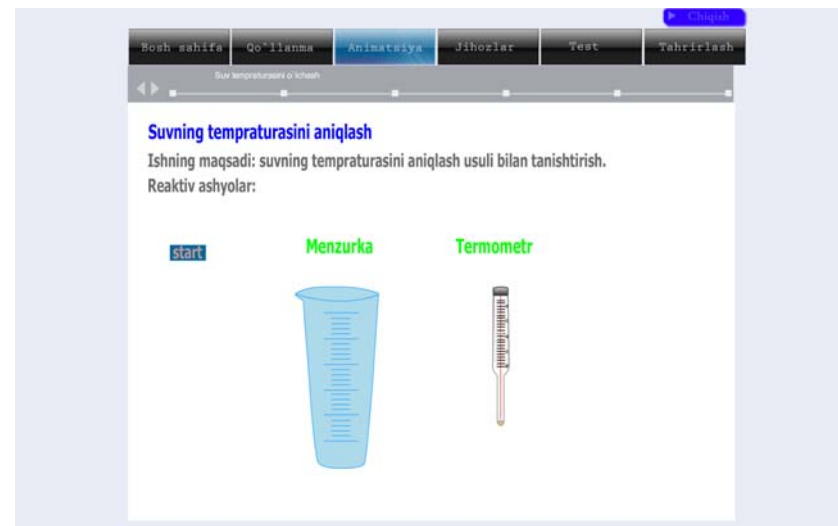 Chiqish
Bosh sahifa Qo`llanma Animatsiya Jihozlar Test Tahrirlash
Suv tempraturasini o`lchash
Suvning tempraturasini aniqlash
Ishning maqsadi: suvning tempraturasini aniqlash usuli bilan tanishtirish.
Reaktiv ashyolar:
start Menzurka Termometr